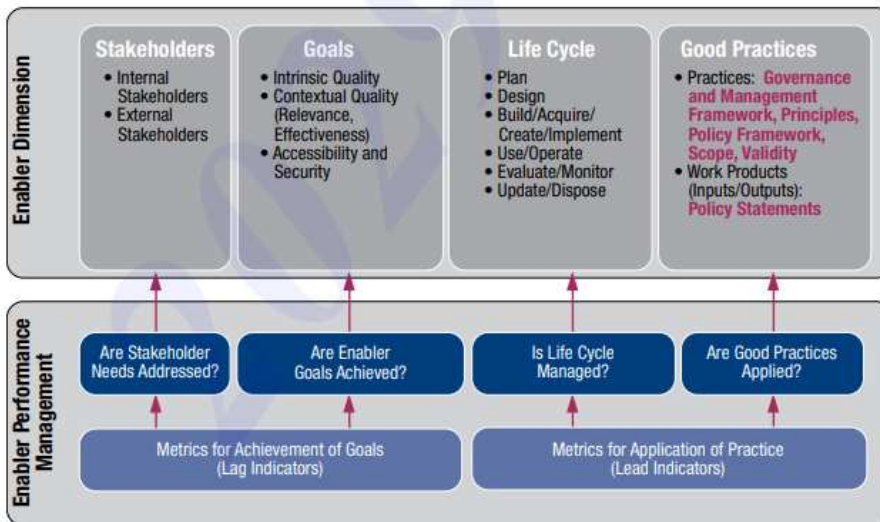 Enabler Dimension
Stakeholders
• Internal
Stakeholders
• External
Stakeholders
Goals
• Intrinsic Quality
• Contextual Quality
(Relevance,
Effectiveness)
• Accessibility and
Security
Life Cycle
• Plan
• Design
• Build/Acquire/
Create/Implement
• Use/Operate
• Evaluate/Monitor
• Update/Dispose
Good Practices
• Practices: Governance
and Management
Framework, Principles,
Policy Framework,
Scope, Validity
• Work Products
(Inputs/Outputs):
Policy Statements
Enabler Performance
Management
Are Stakeholder
Needs Addressed?
Are Enabler
Goals Achieved?
Is Life Cycle
Managed?
Are Good Practices
Applied?
Metrics for Achievement of Goals
(Lag Indicators)
Metrics for Application of Practice
(Lead Indicators)